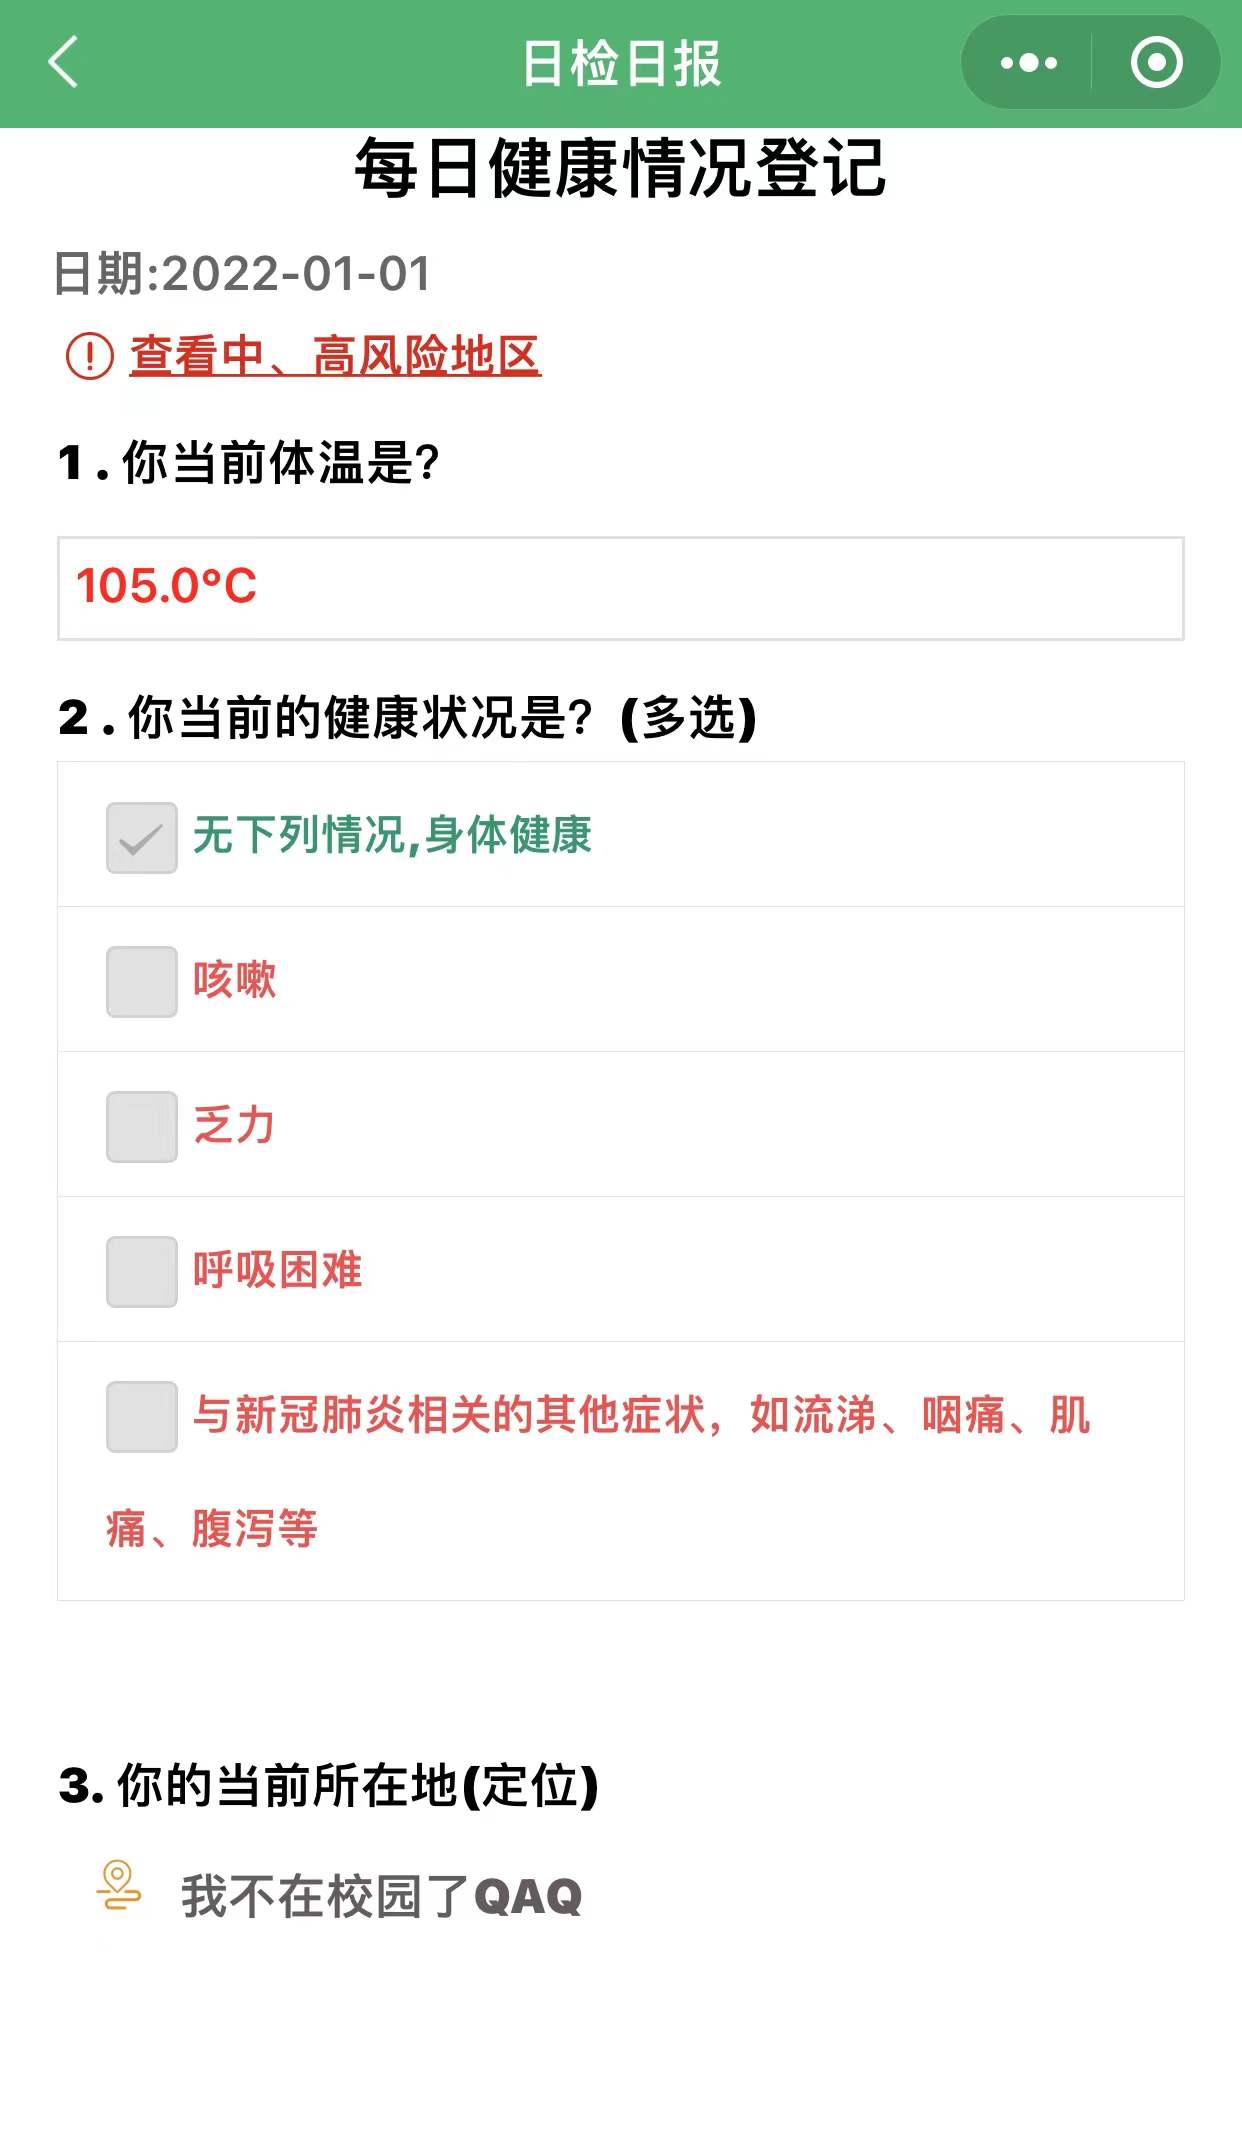 日检日报
每日健康情况登记
日期:2022-01-01
查看中、高风险地区
1 . 你当前体温是?
105.0°C
2 . 你当前的健康状况是? (多选)
无下列情况,身体健康
咳嗽
乏力
呼吸困难
与新冠肺炎相关的其他症状，如流涕、咽痛、肌
痛、腹泻等
3. 你的当前所在地(定位)
我不在校园了QAQ